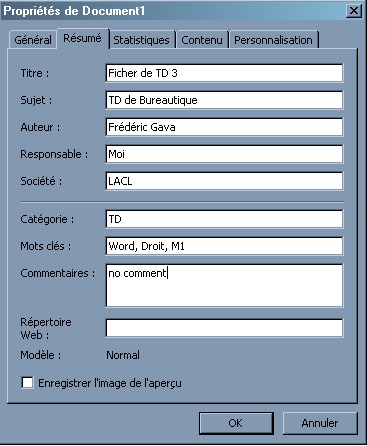 Propriétés de Document1
Général Résumé Statistiques Contenu Personnalisation
Titre : Ficher de TD 3
Sujet : TD de Bureautique
Auteur : Frédéric Gava
Responsable : Moi
Société : LACL
Catégorie : TD
Mots clés : Word, Droit, M1
Commentaires : no comment
Répertoire
Web :
Modèle : Normal
Enregistrer l'image de l'aperçu
OK Annuler